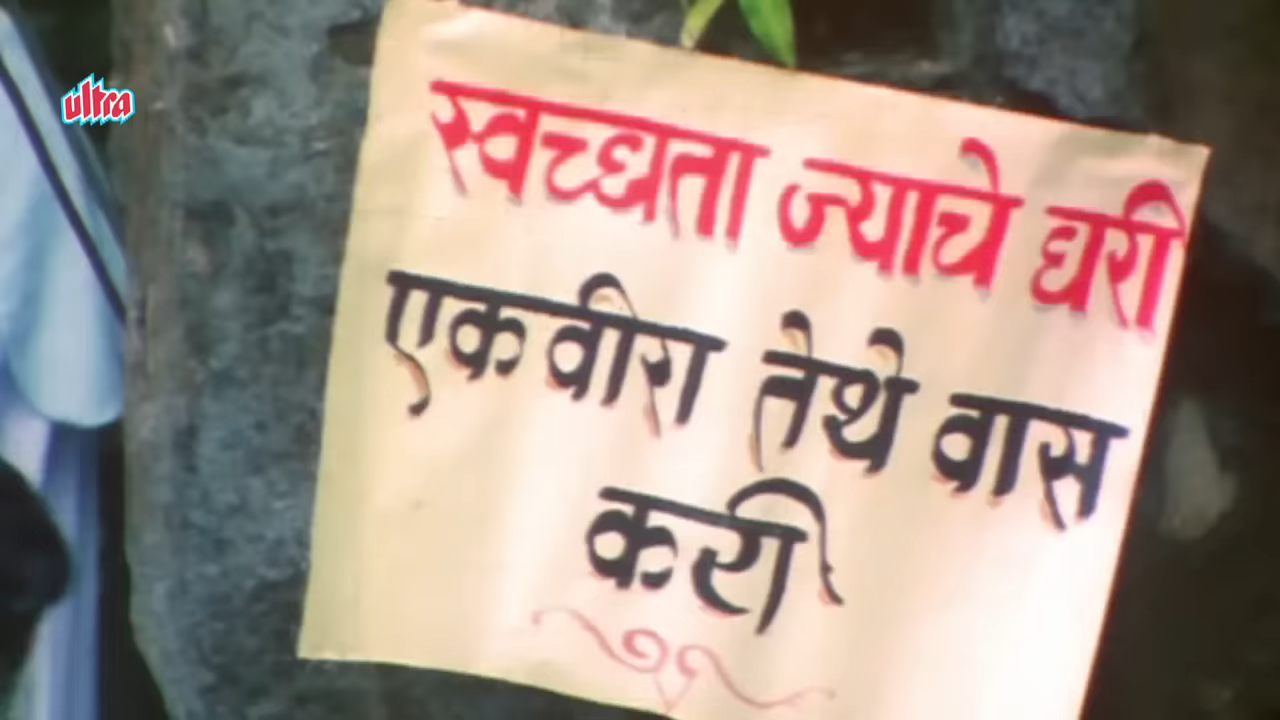 ultra
स्वच्छता ज्याचे घरी
एकवीरा तेथे वास
करी